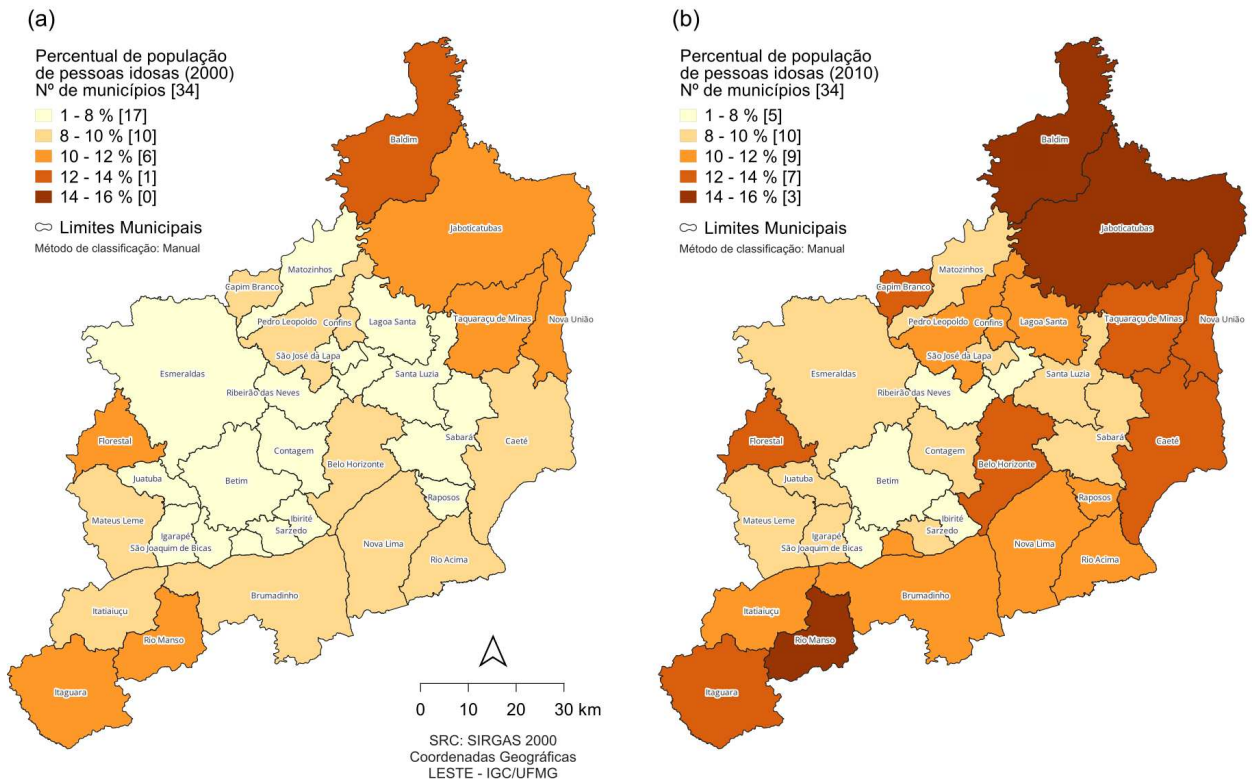 (a)
Percentual de população
de pessoas idosas (2000)
Nº de municípios [34]
1 - 8 % [17]
8 - 10 % [10]
10 - 12 % [6]
12 - 14 % [1]
14 - 16 % [0]
Limites Municipais
Método de classificação: Manual
Baldim
Jaboticatubas
Matozinhos
Capim Branco
Pedro Leopoldo
Confins
Lagoa Santa
Taquaraçu de Minas
Nova União
São José da Lapa
Esmeraldas
Santa Luzia
Ribeirão das Neves
Florestal
Sabará
Caeté
Contagem
Belo Horizonte
Juatuba
Betim
Raposos
Mateus Leme
Ibirité
Igarapé
Sarzedo
São Joaquim de Bicas
Nova Lima
Rio Acima
Brumadinho
Itatiaiuçu
Rio Manso
Itaguara
0 10 20 30 km
SRC: SIRGAS 2000
Coordenadas Geográficas
LESTE - IGC/UFMG
(b)
Percentual de população
de pessoas idosas (2010)
Nº de municípios [34]
1 - 8 % [5]
8 - 10 % [10]
10 - 12 % [9]
12 - 14 % [7]
14 - 16 % [3]
Limites Municipais
Método de classificação: Manual
Baldim
Jaboticatubas
Matozinhos
Capim Branco
Pedro Leopoldo
Confins
Lagoa Santa
Taquaraçu de Minas
Nova União
São José da Lapa
Esmeraldas
Santa Luzia
Ribeirão das Neves
Florestal
Sabará
Caeté
Contagem
Belo Horizonte
Juatuba
Betim
Raposos
Mateus Leme
Ibirité
Igarapé
Sarzedo
São Joaquim de Bicas
Nova Lima
Rio Acima
Brumadinho
Itatiaiuçu
Rio Manso
Itaguara